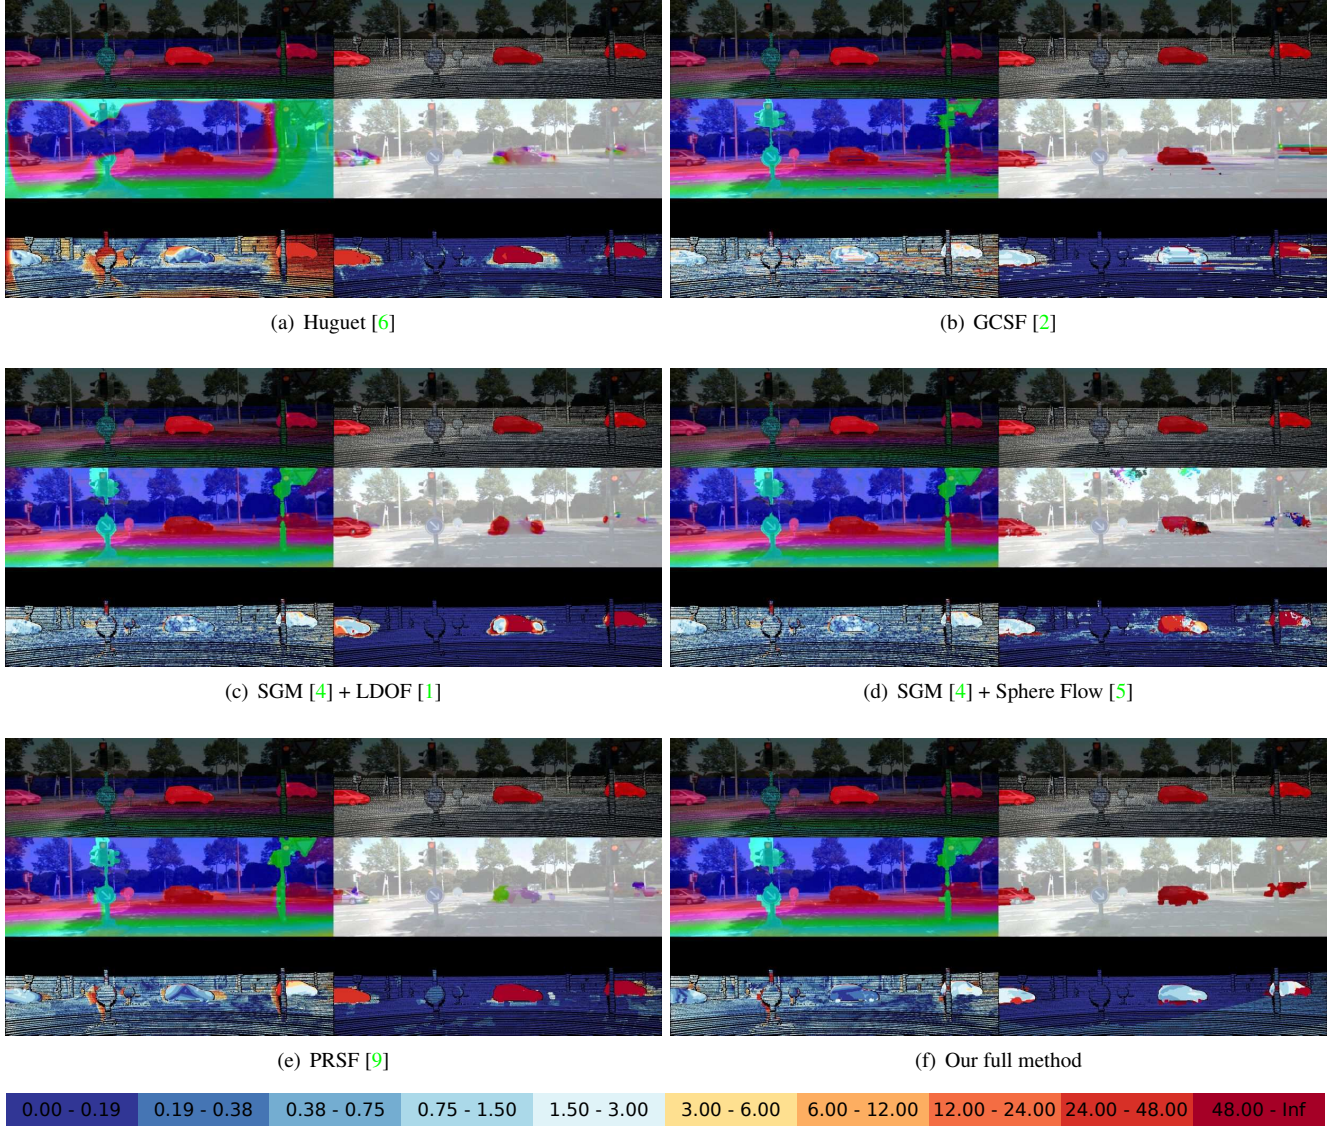 (a) Huguet [6]
(b) GCSF [2]
(c) SGM [4] + LDOF [1]
(d) SGM [4] + Sphere Flow [5]
(e) PRSF [9]
(f) Our full method
0.00 - 0.19 0.19 - 0.38 0.38 - 0.75 0.75 - 1.50 1.50 - 3.00 3.00 - 6.00 6.00 - 12.00 12.00 - 24.00 24.00 - 48.00 48.00 - Inf